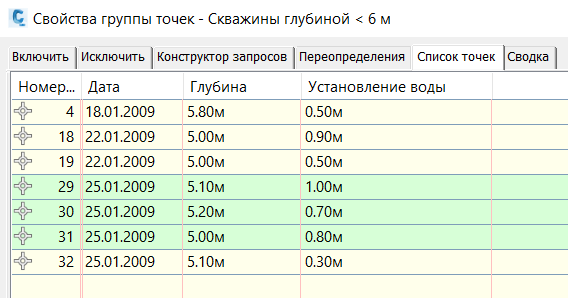 Свойства группы точек - Скважины глубиной < 6 м
Включить Исключить Конструктор запросов Переопределения Список точек Сводка
Номер... Дата Глубина Установление воды
4 18.01.2009 5.80м 0.50м
18 22.01.2009 5.00м 0.90м
19 22.01.2009 5.00м 0.50м
29 25.01.2009 5.10м 1.00м
30 25.01.2009 5.20м 0.70м
31 25.01.2009 5.00м 0.80м
32 25.01.2009 5.10м 0.30м